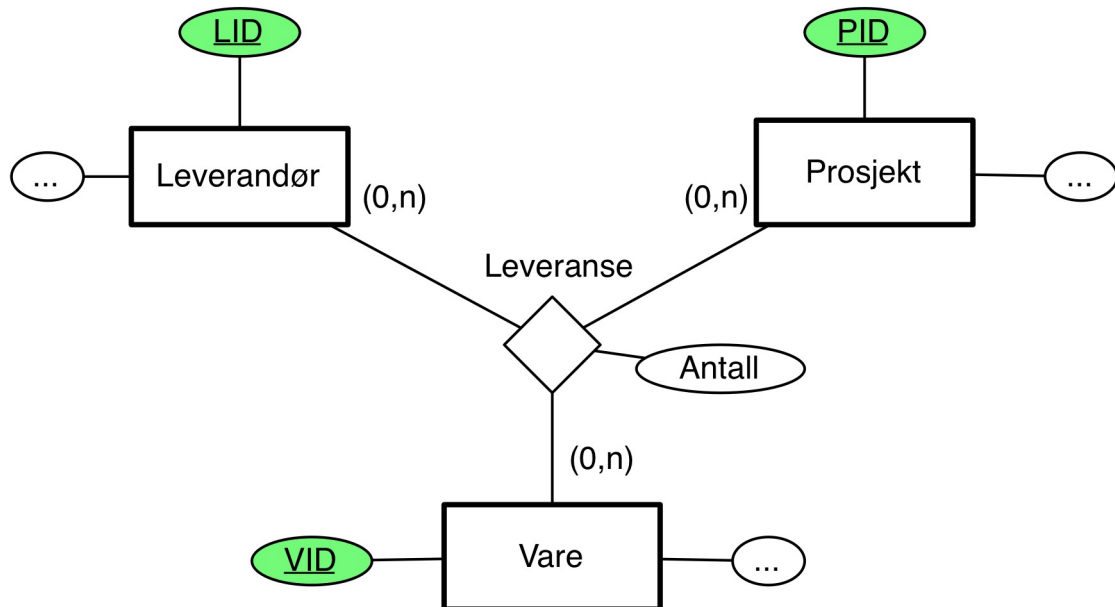 LID
PID
...
Leverandør
Prosjekt
...
(0,n)
(0,n)
Leveranse
Antall
(0,n)
VID
Vare
...